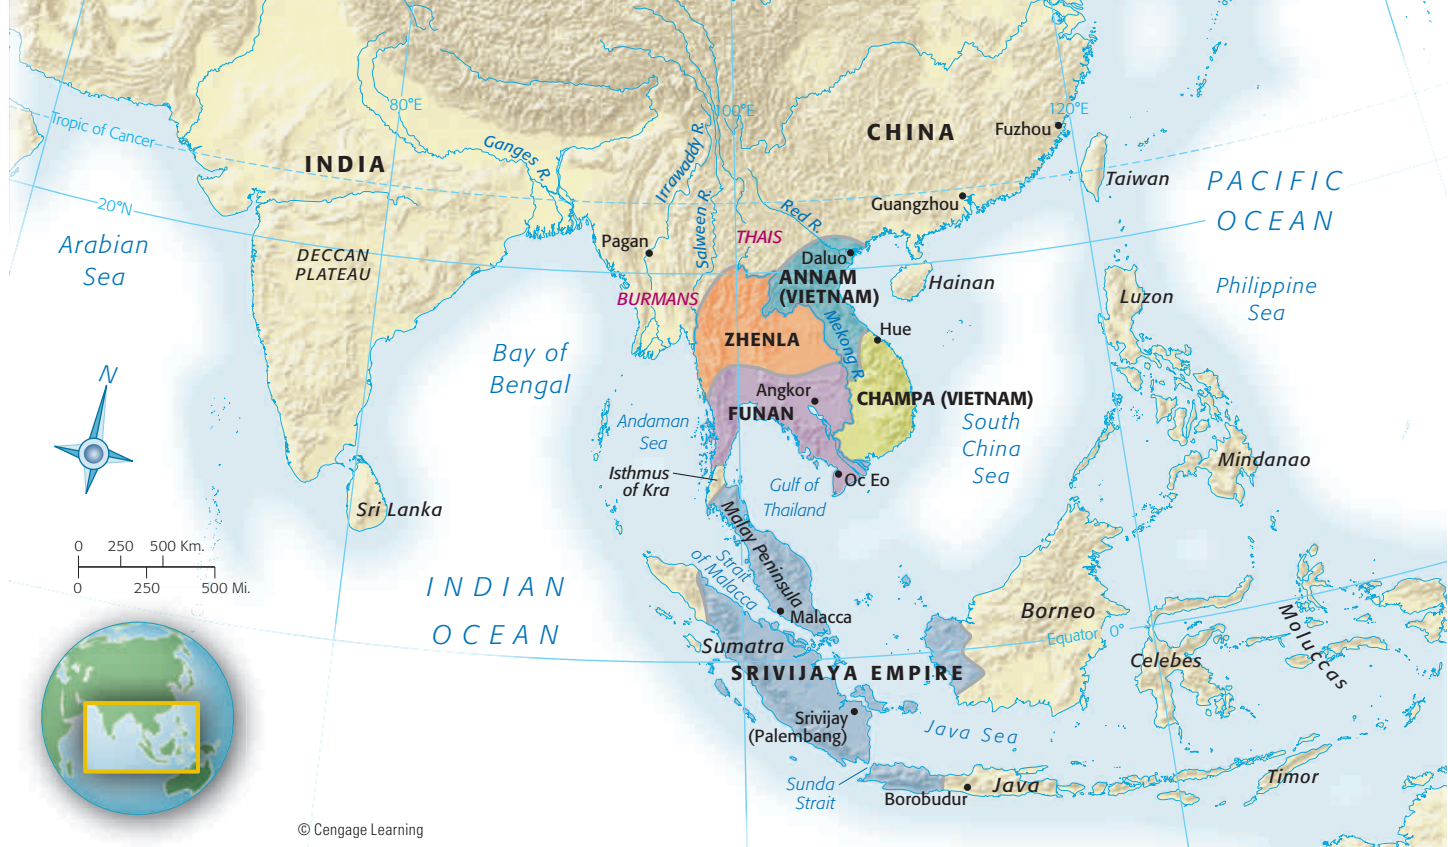 80°E
100°E
120°E
CHINA
Fuzhou
Tropic of Cancer
INDIA
Ganges R.
Irrawaddy R.
Taiwan
PACIFIC
OCEAN
20°N
Guangzhou
Red R.
Salween R.
Arabian
Sea
DECCAN
PLATEAU
Pagan
THAIS
Daluo
ANNAM
(VIETNAM)
Hainan
Luzon
Philippine
Sea
BURMANS
ZHENLA
Mekong R.
Hue
Bay of
Bengal
N
Angkor
FUNAN
CHAMPA (VIETNAM)
South
China
Sea
Andaman
Sea
Isthmus
of Kra
Gulf of
Thailand
Oc Eo
Mindanao
Sri Lanka
Malay Peninsula
Strait
of Malacca
0 250 500 Km.
0 250 500 Mi.
INDIAN
OCEAN
Malacca
Borneo
Equator 0°
Moluccas
Sumatra
Celebes
SRIVIJAYA EMPIRE
Srivijay
(Palembang)
Java Sea
Sunda
Strait
Borobudur
Java
Timor
© Cengage Learning